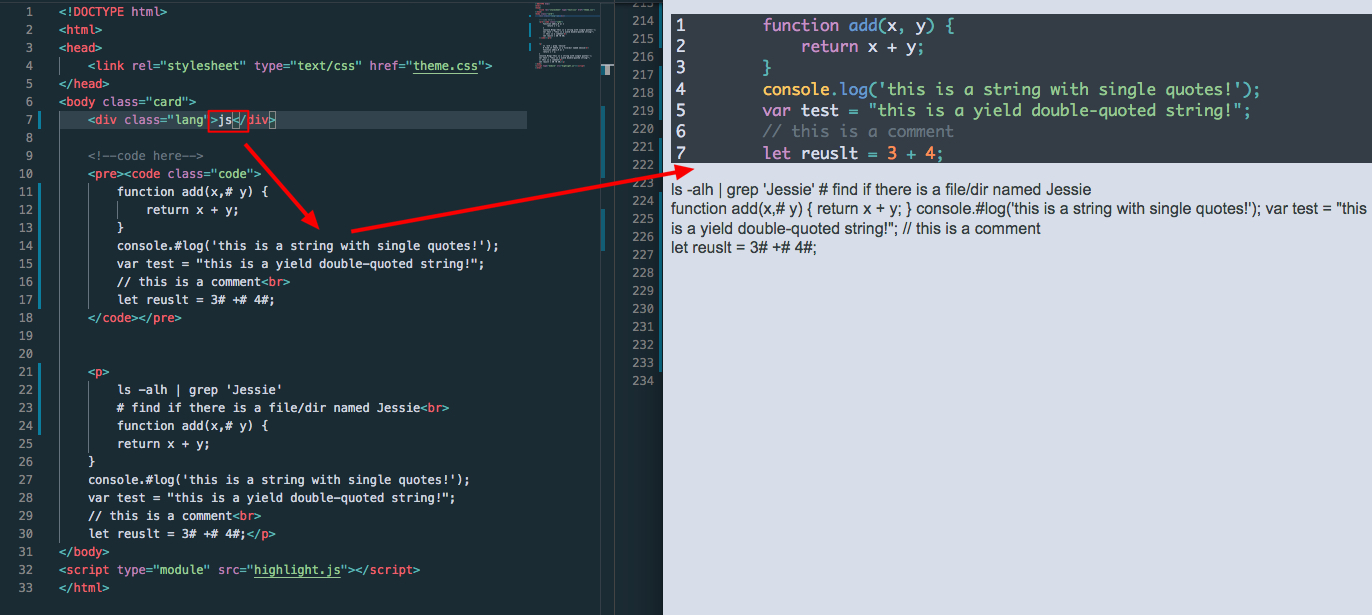 1 <!DOCTYPE html>
2 <html>
3 <head>
4 <link rel="stylesheet" type="text/css" href="theme.css">
5 </head>
6 <body class="card">
7 <div class="lang">js</div>
8
9 <!--code here-->
10 <pre><code class="code">
11 function add(x,# y) {
12 return x + y;
13 }
14 console.#log('this is a string with single quotes!');
15 var test = "this is a yield double-quoted string!";
16 // this is a comment<br>
17 let reuslt = 3# +# 4#;
18 </code></pre>
19
20
21 <p>
22 ls -alh | grep 'Jessie'
23 # find if there is a file/dir named Jessie<br>
24 function add(x,# y) {
25 return x + y;
26 }
27 console.#log('this is a string with single quotes!');
28 var test = "this is a yield double-quoted string!";
29 // this is a comment<br>
30 let reuslt = 3# +# 4#;</p>
31 </body>
32 <script type="module" src="highlight.js"></script>
33 </html>
213
214
215
216
217
218
219
220
221
222
223
224
225
226
227
228
229
230
231
232
233
234
1 function add(x, y) {
2 return x + y;
3 }
4 console.log('this is a string with single quotes!');
5 var test = "this is a yield double-quoted string!";
6 // this is a comment
7 let reuslt = 3 + 4;
ls -alh | grep 'Jessie' # find if there is a file/dir named Jessie
function add(x,# y) { return x + y; } console.#log('this is a string with single quotes!'); var test = "this
is a yield double-quoted string!"; // this is a comment
let reuslt = 3# +# 4#;